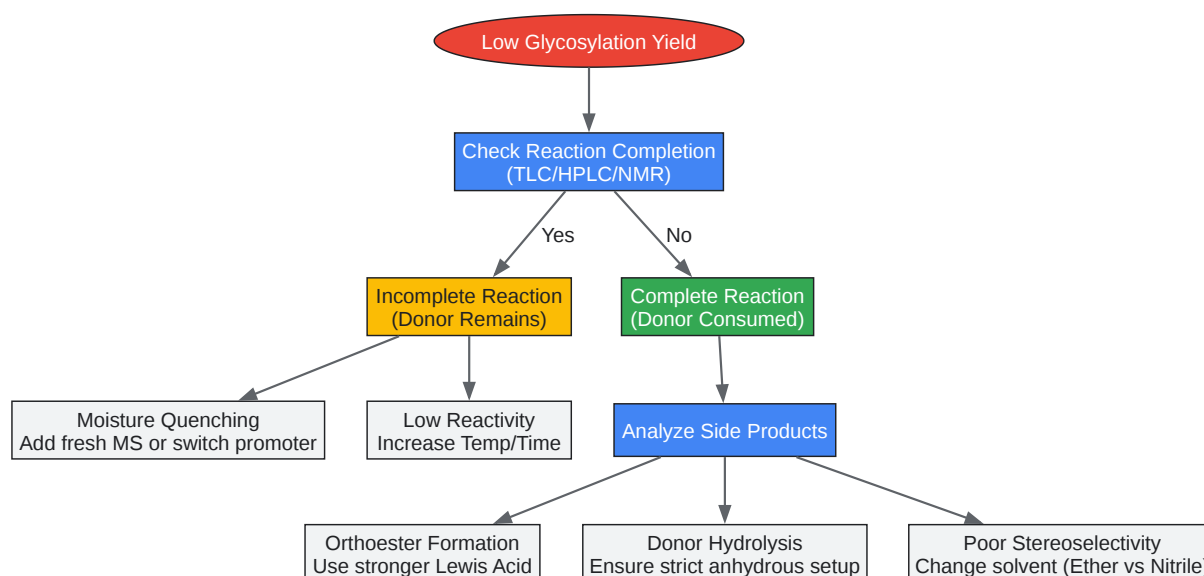 Low Glycosylation Yield
Check Reaction Completion
(TLC/HPLC/NMR)
Yes
No
Incomplete Reaction
(Donor Remains)
Complete Reaction
(Donor Consumed)
Moisture Quenching
Add fresh MS or switch promoter
Low Reactivity
Increase Temp/Time
Analyze Side Products
Orthoester Formation
Use stronger Lewis Acid
Donor Hydrolysis
Ensure strict anhydrous setup
Poor Stereoselectivity
Change solvent (Ether vs Nitrile